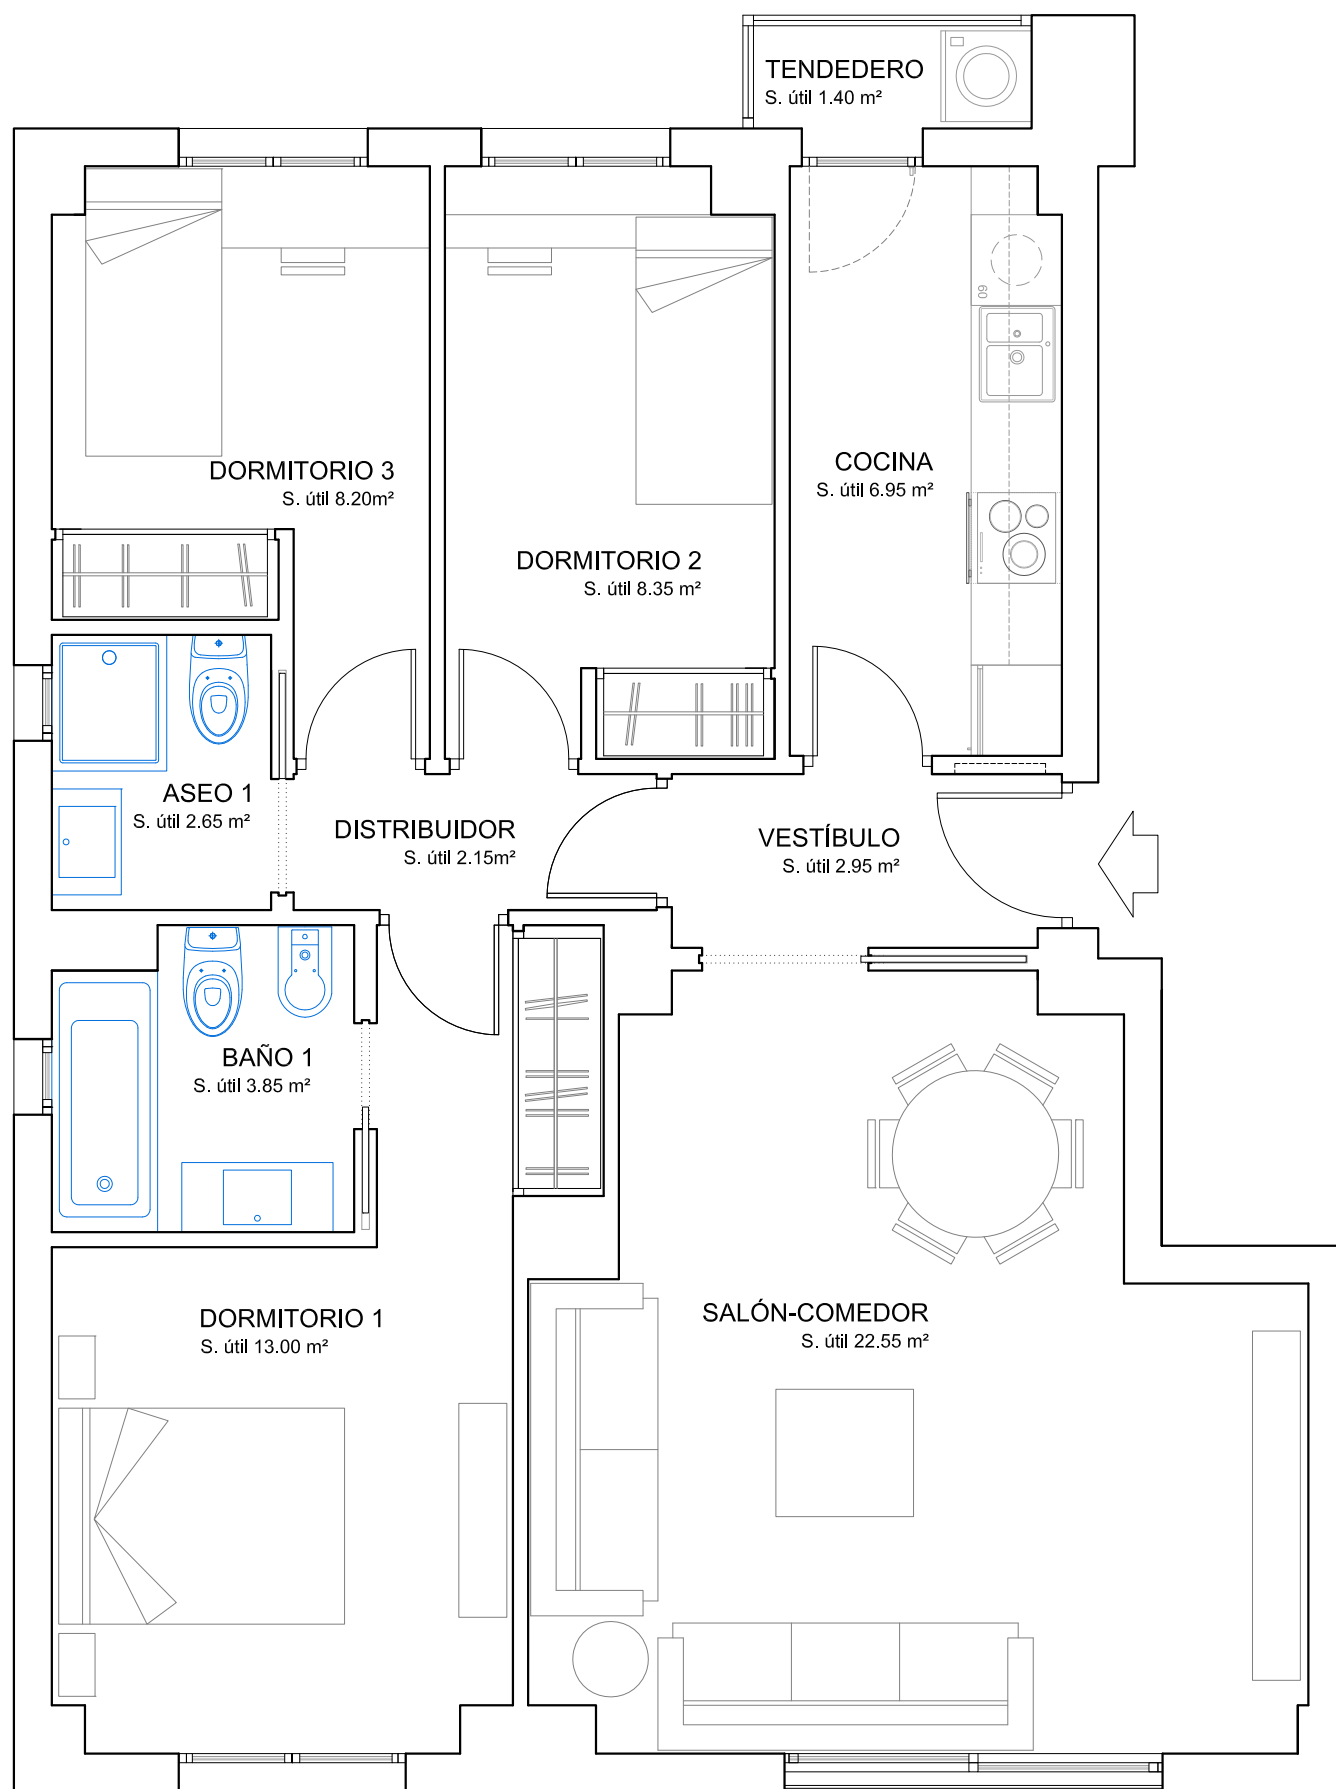 TENDEDERO
S. útil 1.40 m²
DORMITORIO 3
S. útil 8.20m²
DORMITORIO 2
S. útil 8.35 m²
60
COCINA
S. útil 6.95 m²
ASEO 1
S. útil 2.65 m²
DISTRIBUIDOR
S. útil 2.15m²
VESTÍBULO
S. útil 2.95 m²
BAÑO 1
S. útil 3.85 m²
DORMITORIO 1
S. útil 13.00 m²
SALÓN-COMEDOR
S. útil 22.55 m²